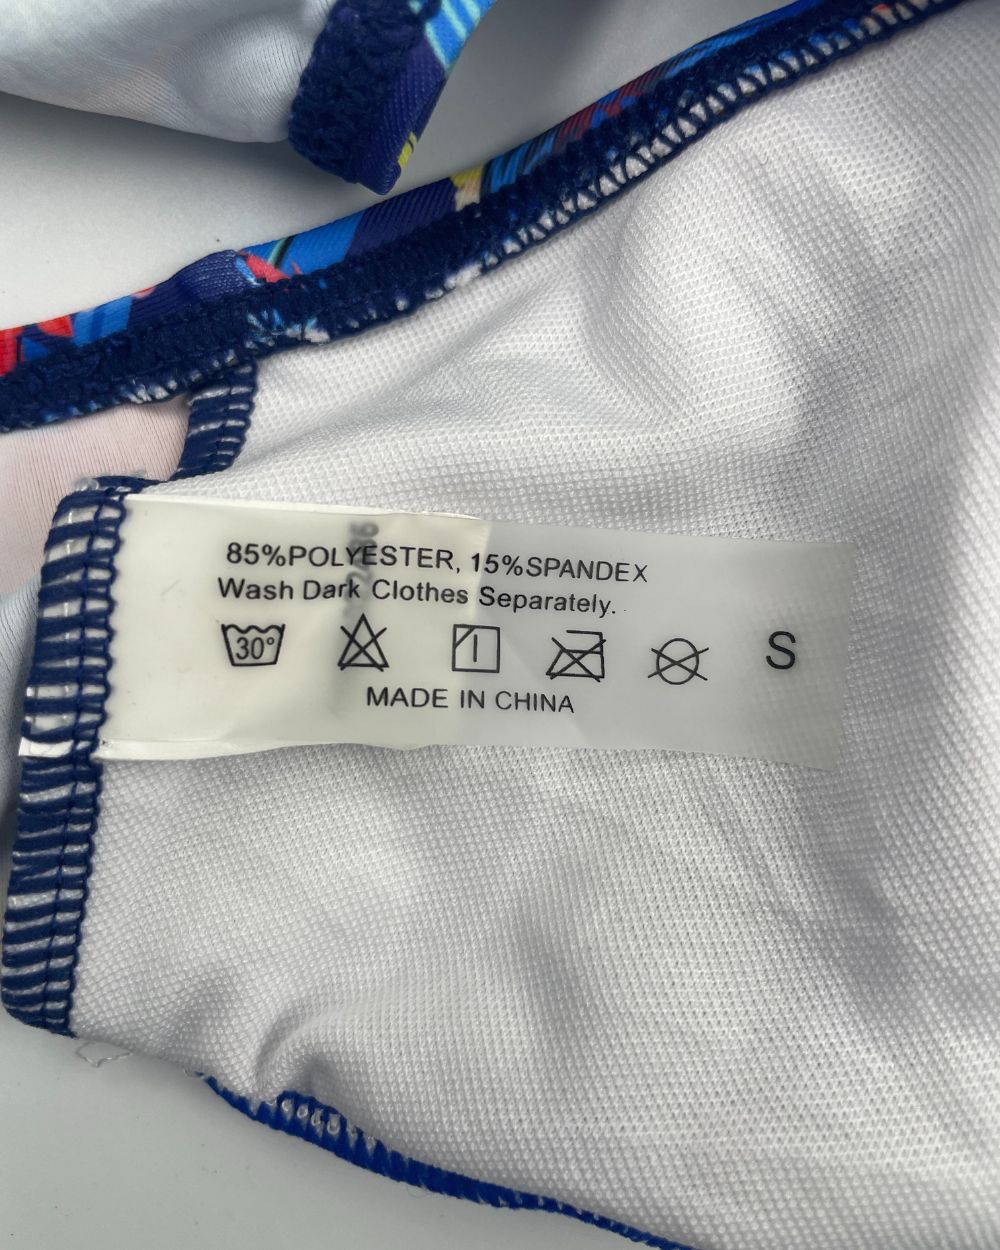 85%POLYESTER, 15%SPANDEX
Wash Dark Clothes Separately.
30°
S
MADE IN CHINA